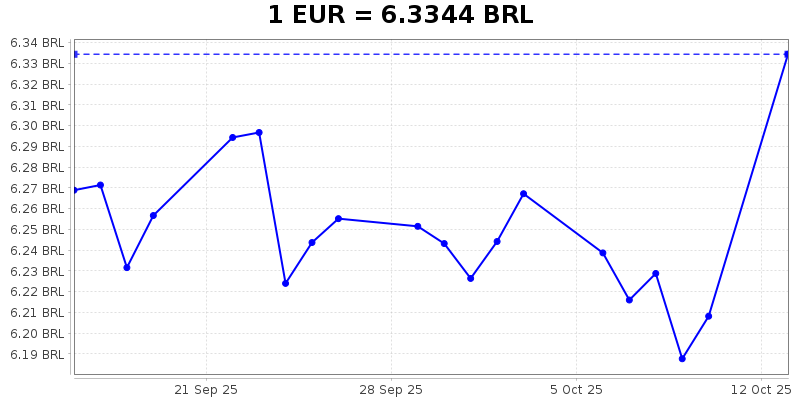 1 EUR = 6.3344 BRL
6.34 BRL
6.33 BRL
6.32 BRL
6.31 BRL
6.30 BRL
6.29 BRL
6.28 BRL
6.27 BRL
6.26 BRL
6.25 BRL
6.24 BRL
6.23 BRL
6.22 BRL
6.21 BRL
6.20 BRL
6.19 BRL
21 Sep 25
28 Sep 25
5 Oct 25
12 Oct 25